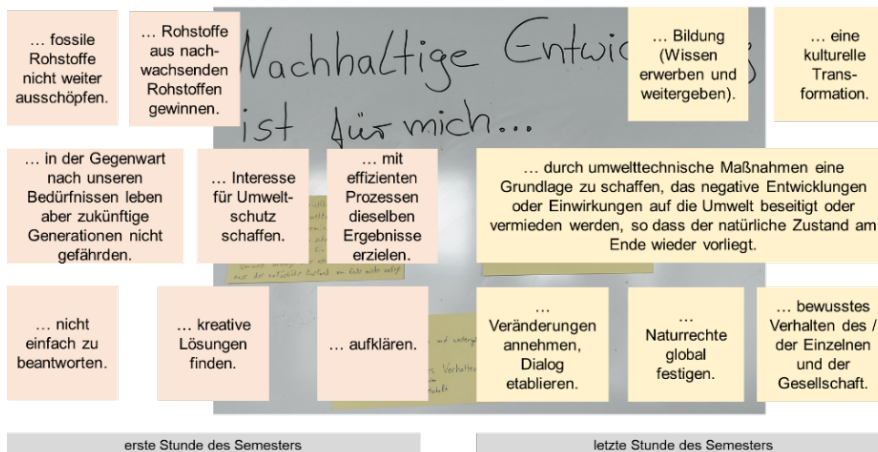 … fossile
Rohstoffe
nicht weiter
ausschöpfen.
… Rohstoffe
aus nach-
wachsenden
Rohstoffen
gewinnen.
Nachhaltige
ist für mich...
… Bildung
(Wissen
erwerben und
weitergeben).
… eine
kulturelle
Trans-
formation.
… in der Gegenwart
nach unseren
Bedürfnissen leben
aber zukünftige
Generationen nicht
gefährden.
… Interesse
für Umwelt-
schutz
schaffen.
… mit
effizienten
Prozessen
dieselben
Ergebnisse
erzielen.
… durch umwelttechnische Maßnahmen eine
Grundlage zu schaffen, das negative Entwicklungen
oder Einwirkungen auf die Umwelt beseitigt oder
vermieden werden, so dass der natürliche Zustand am
Ende wieder vorliegt.
… nicht
einfach zu
beantworten.
… kreative
Lösungen
finden.
… aufklären.
…
Veränderungen
annehmen,
Dialog
etablieren.
…
Naturrechte
global
festigen.
… bewusstes
Verhalten des /
der Einzelnen
und der
Gesellschaft.
erste Stunde des Semesters
letzte Stunde des Semesters